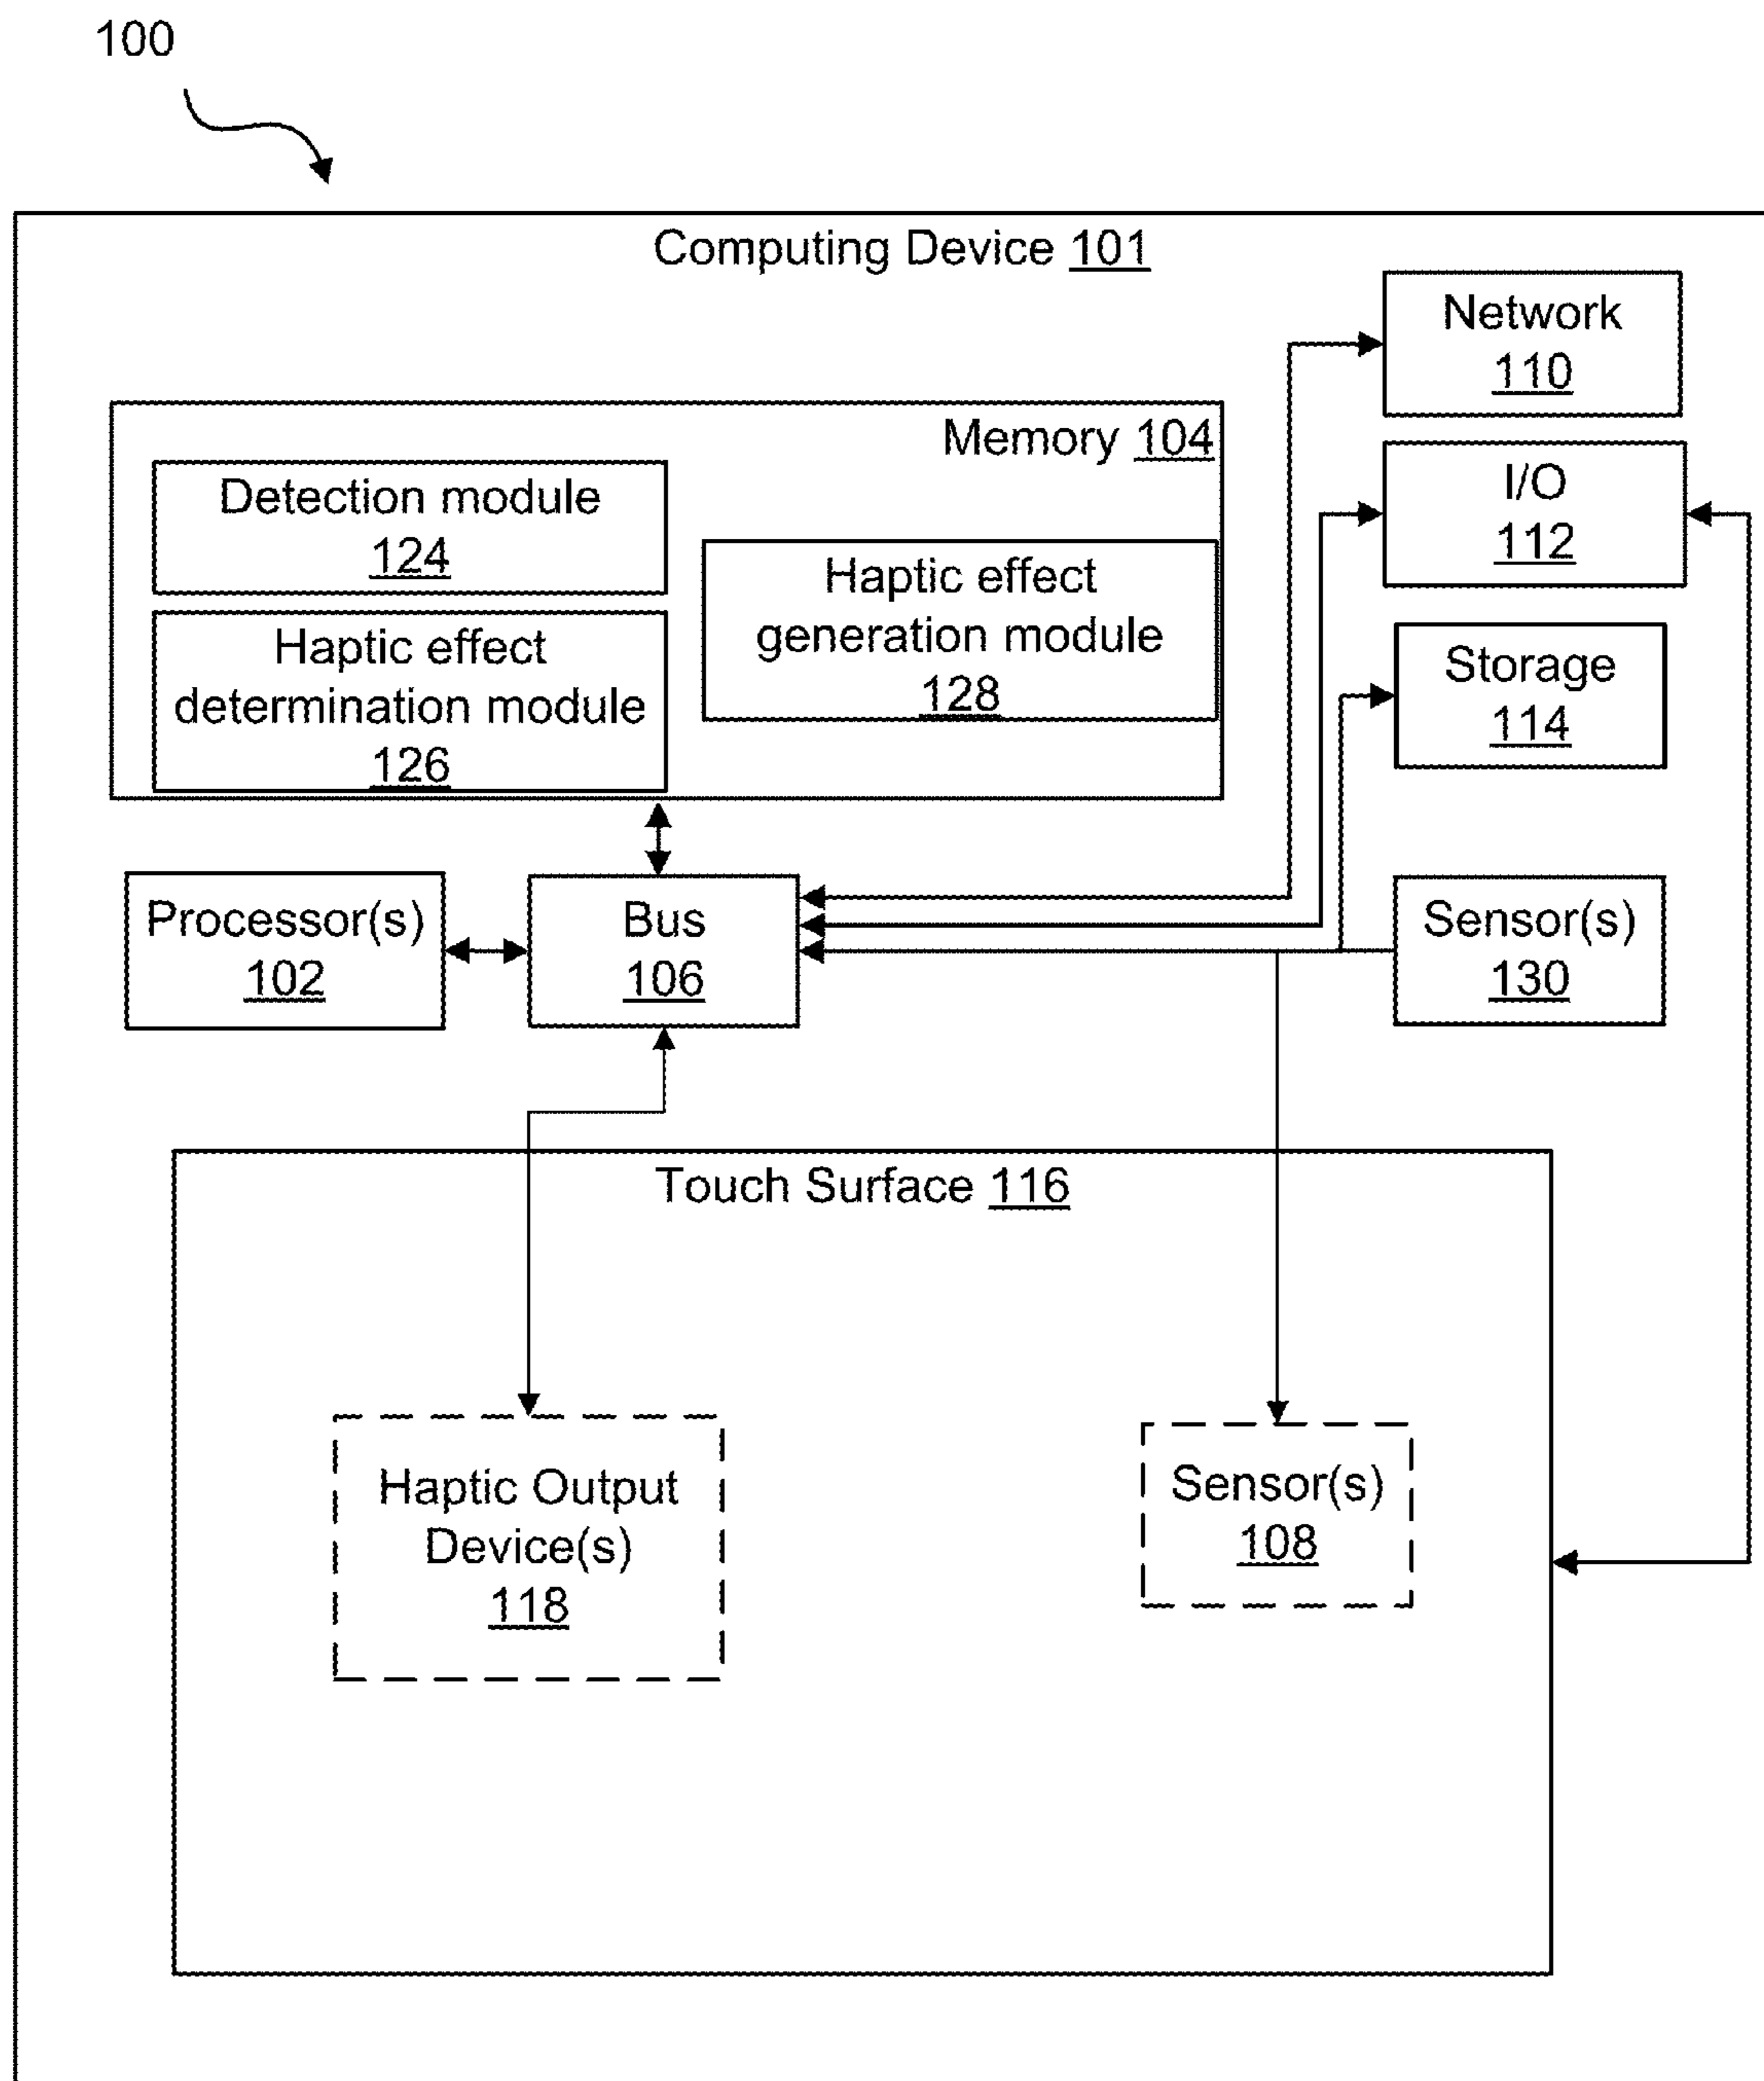 100
Computing Device 101
Network
110
Memory 104
I/O
112
Detection module
124
Haptic effect
generation module
128
Haptic effect
determination module
126
Storage
114
Processor(s)
102
Bus
106
Sensor(s)
130
Touch Surface 116
Haptic Output
Device(s)
118
Sensor(s)
108